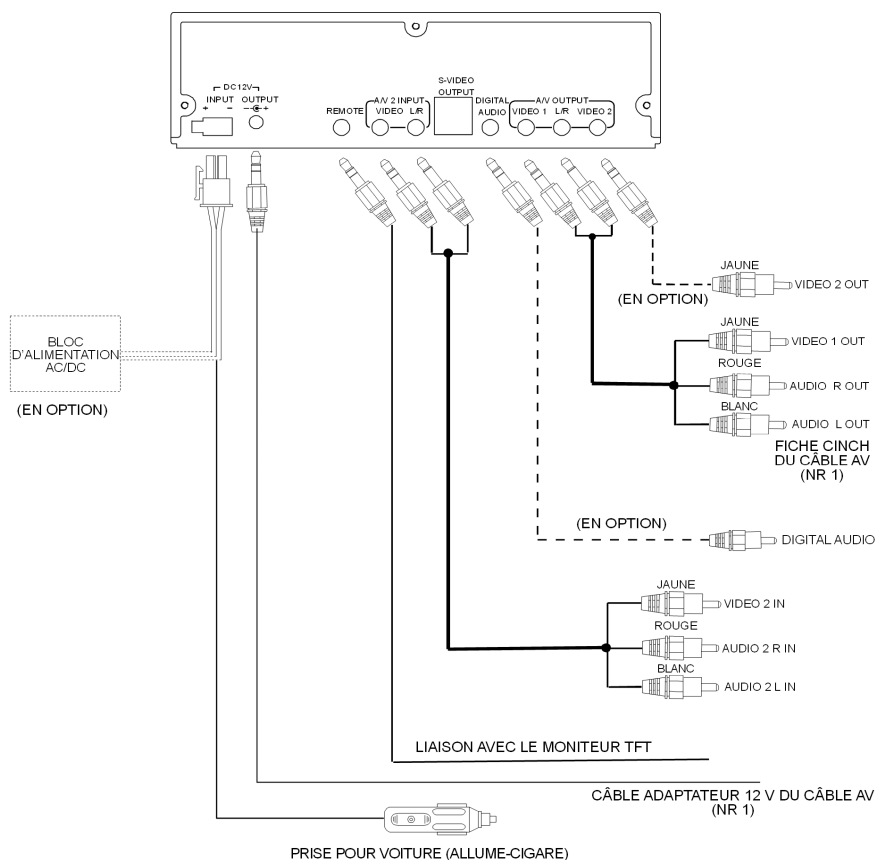 S-VIDEO
OUTPUT
DC12V
INPUT OUTPUT
+ - - +
A/V 2 INPUT
DIGITAL
A/V OUTPUT
REMOTE VIDEO L/R AUDIO VIDEO 1 L/R VIDEO 2
JAUNE
VIDEO 2 OUT
(EN OPTION)
JAUNE
VIDEO 1 OUT
ROUGE
AUDIO R OUT
BLANC
AUDIO L OUT
FICHE CINCH
DU CÂBLE AV
(NR 1)
BLOC
D'ALIMENTATION
AC/DC
(EN OPTION)
(EN OPTION)
DIGITAL AUDIO
JAUNE
VIDEO 2 IN
ROUGE
AUDIO 2 R IN
BLANC
AUDIO 2 L IN
LIAISON AVEC LE MONITEUR TFT
CÂBLE ADAPTATEUR 12 V DU CÂBLE AV
(NR 1)
PRISE POUR VOITURE (ALLUME-CIGARE)